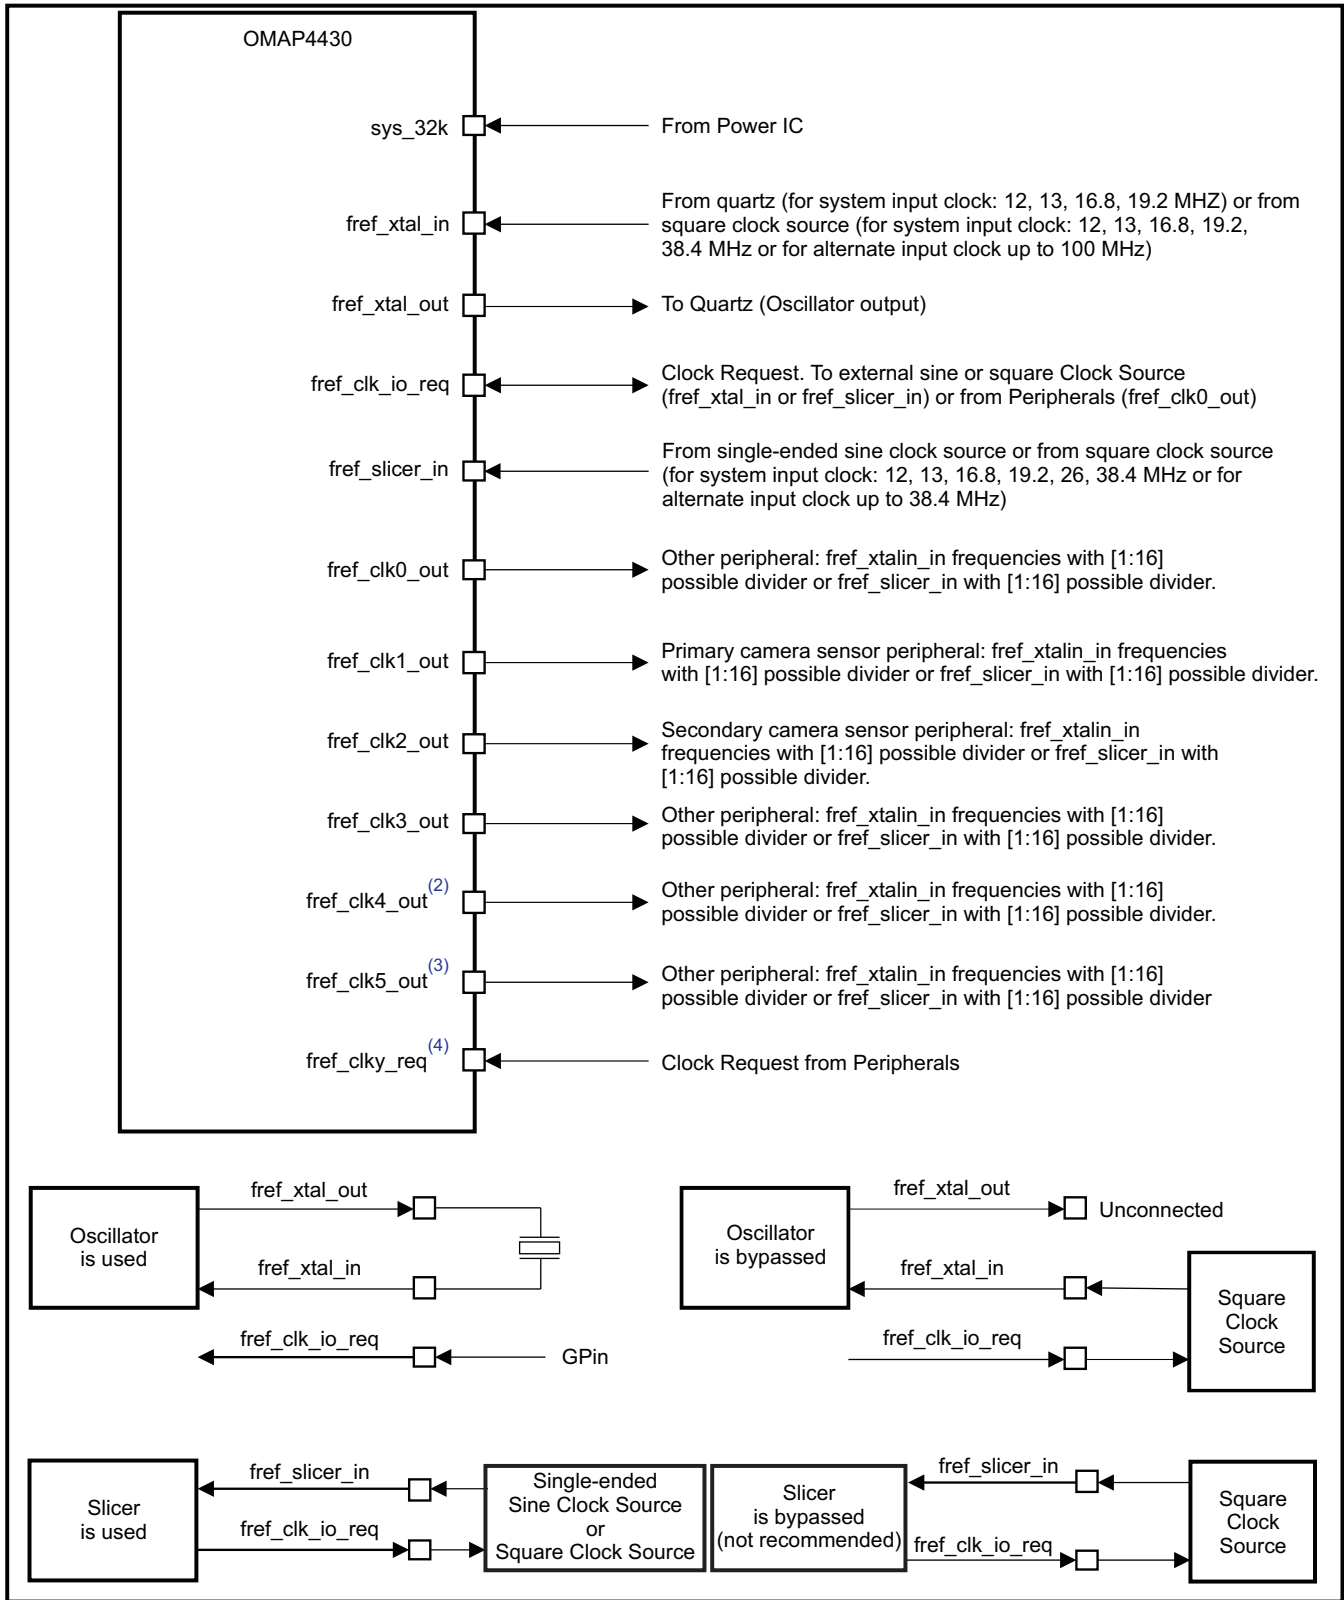 OMAP4430
sys_32k
From Power IC
fref_xtal_in
From quartz (for system input clock: 12, 13, 16.8, 19.2 MHZ) or from
square clock source (for system input clock: 12, 13, 16.8, 19.2,
38.4 MHz or for alternate input clock up to 100 MHz)
fref_xtal_out
To Quartz (Oscillator output)
fref_clk_io_req
Clock Request. To external sine or square Clock Source
(fref_xtal_in or fref_slicer_in) or from Peripherals (fref_clk0_out)
fref_slicer_in
From single-ended sine clock source or from square clock source
(for system input clock: 12, 13, 16.8, 19.2, 26, 38.4 MHz or for
alternate input clock up to 38.4 MHz)
fref_clk0_out
Other peripheral: fref_xtalin_in frequencies with [1:16]
possible divider or fref_slicer_in with [1:16] possible divider.
fref_clk1_out
Primary camera sensor peripheral: fref_xtalin_in frequencies
with [1:16] possible divider or fref_slicer_in with [1:16] possible divider.
fref_clk2_out
Secondary camera sensor peripheral: fref_xtalin_in
frequencies with [1:16] possible divider or fref_slicer_in with
[1:16] possible divider.
fref_clk3_out
Other peripheral: fref_xtalin_in frequencies with [1:16]
possible divider or fref_slicer_in with [1:16] possible divider.
fref_clk4_out(2)
Other peripheral: fref_xtalin_in frequencies with [1:16]
possible divider or fref_slicer_in with [1:16] possible divider.
fref_clk5_out(3)
Other peripheral: fref_xtalin_in frequencies with [1:16]
possible divider or fref_slicer_in with [1:16] possible divider
fref_clky_req(4)
Clock Request from Peripherals
Oscillator
is used
fref_xtal_out
fref_xtal_in
fref_clk_io_req
GPin
Oscillator
is bypassed
fref_xtal_out
Unconnected
fref_xtal_in
fref_clk_io_req
Square
Clock
Source
Slicer
is used
fref_slicer_in
fref_clk_io_req
Single-ended
Sine Clock Source
or
Square Clock Source
Slicer
is bypassed
(not recommended)
fref_slicer_in
fref_clk_io_req
Square
Clock
Source